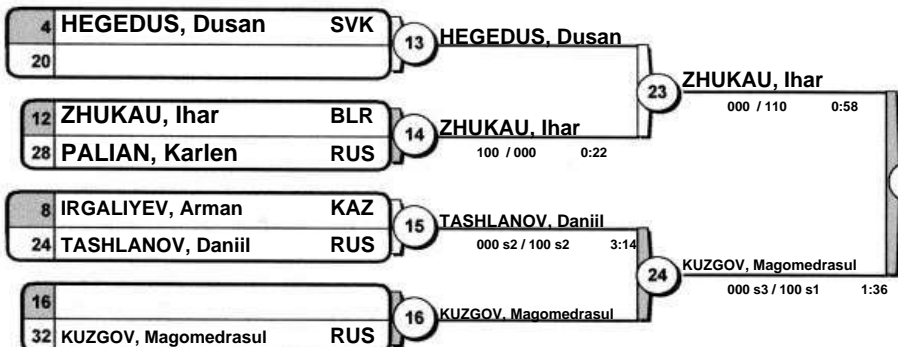 4 HEGEDUS, Dusan SVK
20
13 HEGEDUS, Dusan
12 ZHUKAU, Ihar BLR
28 PALIAN, Karlen RUS
14 ZHUKAU, Ihar
100 / 000 0:22
23 ZHUKAU, Ihar
000 / 110 0:58
8 IRGALIYEV, Arman KAZ
24 TASHLANOV, Daniil RUS
15 TASHLANOV, Daniil
000 s2 / 100 s2 3:14
16
32 KUZGOV, Magomedrasul RUS
16 KUZGOV, Magomedrasul
24 KUZGOV, Magomedrasul
000 s3 / 100 s1 1:36